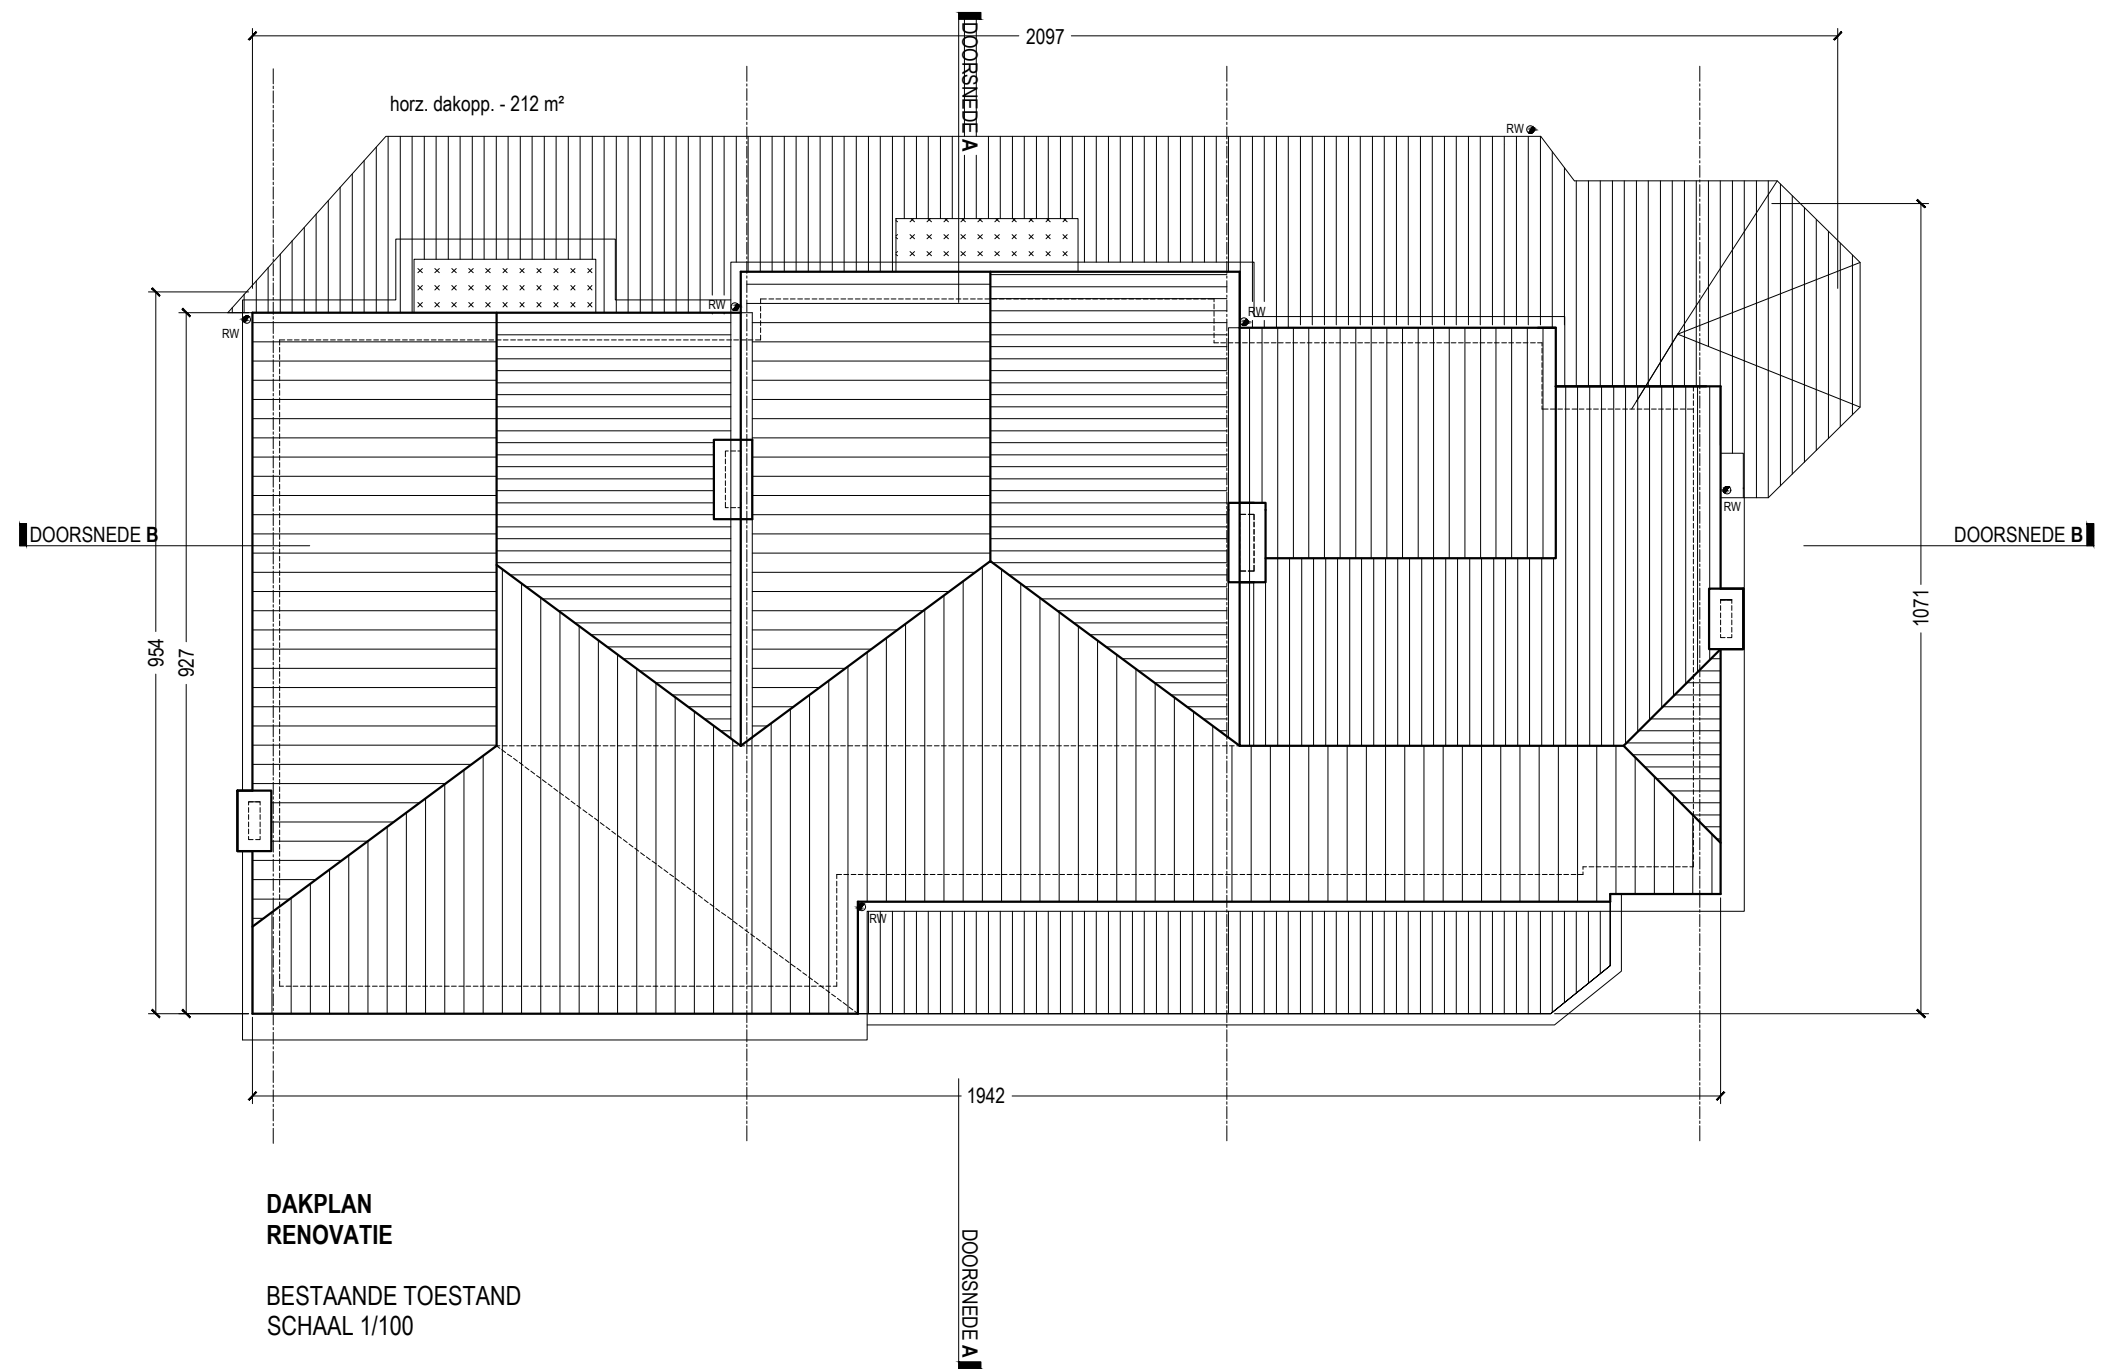 DOORSNEDE A
2097
horz. dakopp. - 212 m²
RW
RW
RW
RW
DOORSNEDE B
DOORSNEDE B
RW
954
927
1071
RW
1942
DAKPLAN
RENOVATIE
BESTAANDE TOESTAND
SCHAAL 1/100
DOORSNEDE A